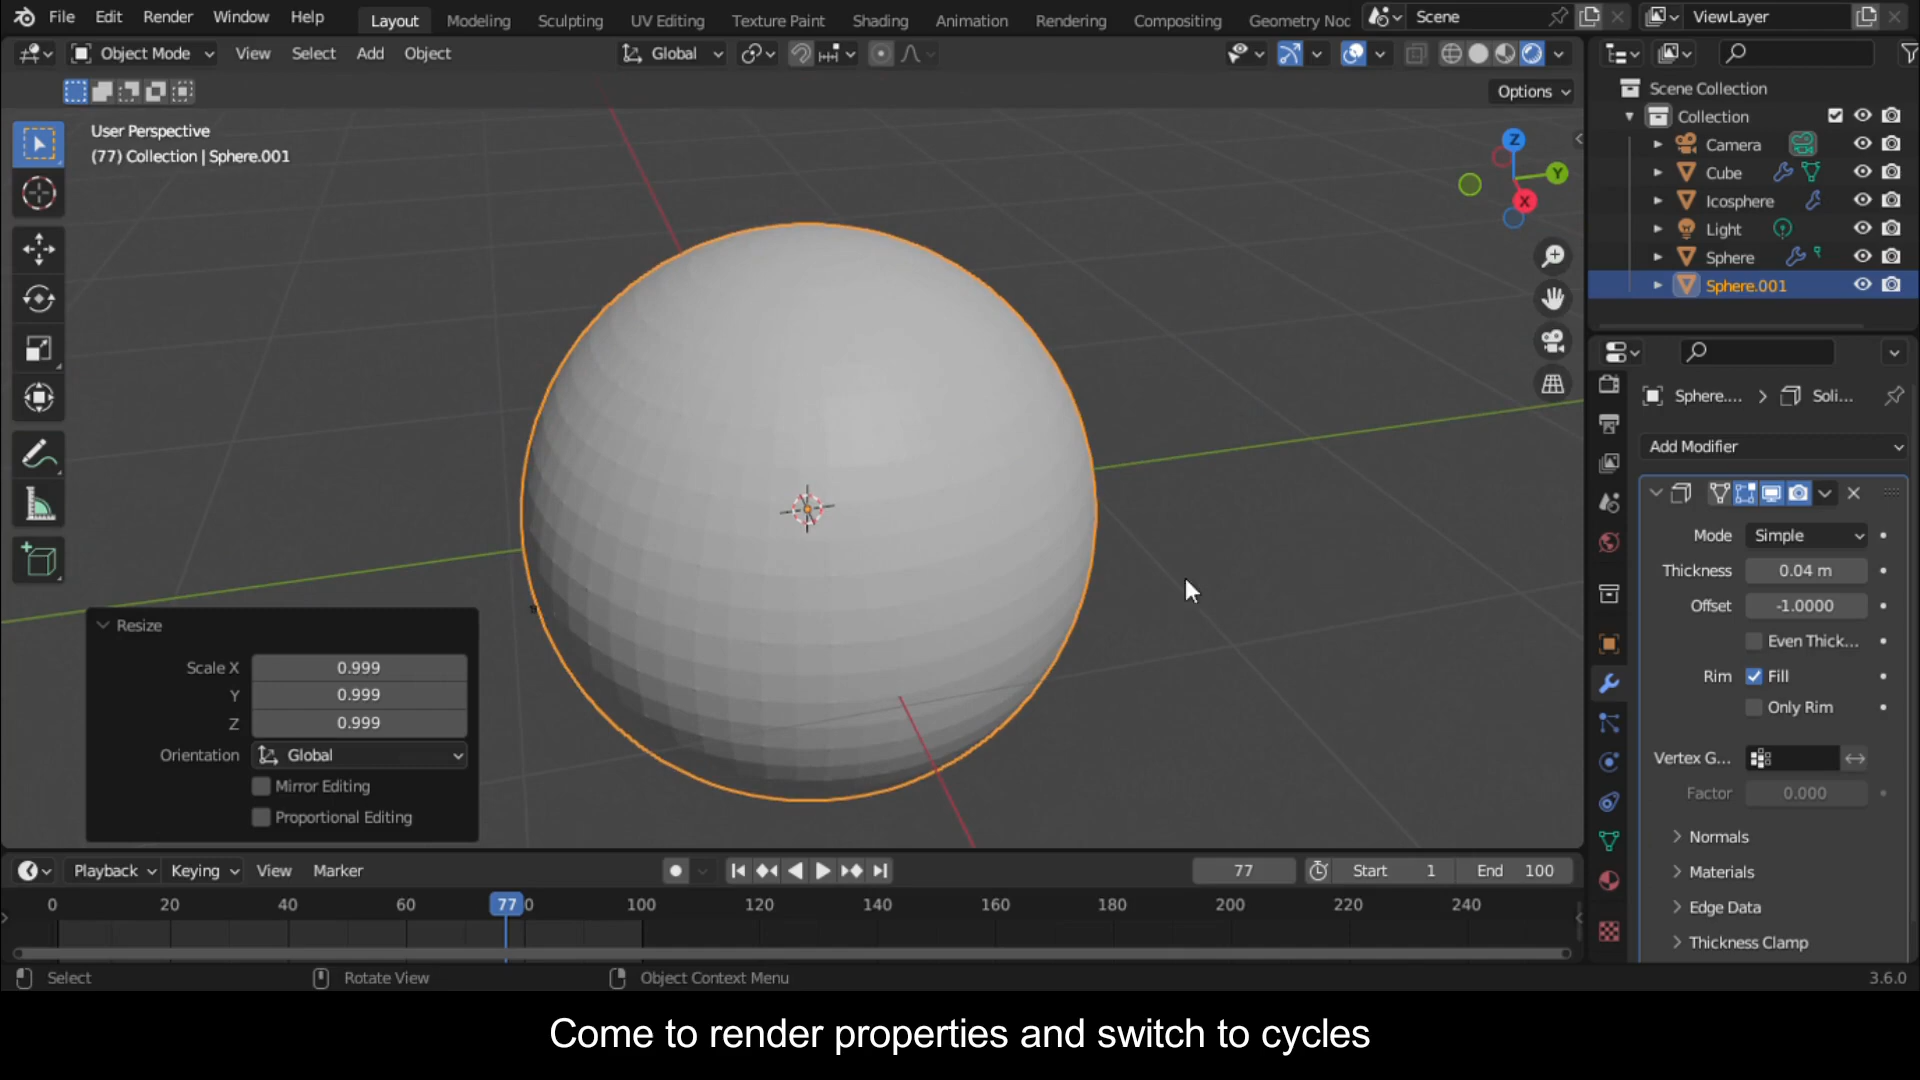 File Edit Render Window Help Layout Modeling Sculpting UV Editing Texture Paint Shading Animation Rendering Compositing Geometry Noc Scene ViewLayer
Object Mode View Select Add Object Global
Options
User Perspective
(77) Collection | Sphere.001
Z
Y
X
Scene Collection
Collection
Camera
Cube
Icosphere
Light
Sphere
Sphere.001
Sphere.... Soli...
Add Modifier
Mode Simple
Thickness 0.04 m
Offset -1.0000
Even Thick...
Rim Fill
Only Rim
Vertex G...
Factor 0.000
Normals
Materials
Edge Data
Thickness Clamp
Resize
Scale X 0.999
Y 0.999
Z 0.999
Orientation Global
Mirror Editing
Proportional Editing
Playback Keying View Marker 77 Start 1 End 100
0 20 40 60 77 0 100 120 140 160 180 200 220 240
Select Rotate View Object Context Menu 3.6.0
Come to render properties and switch to cycles